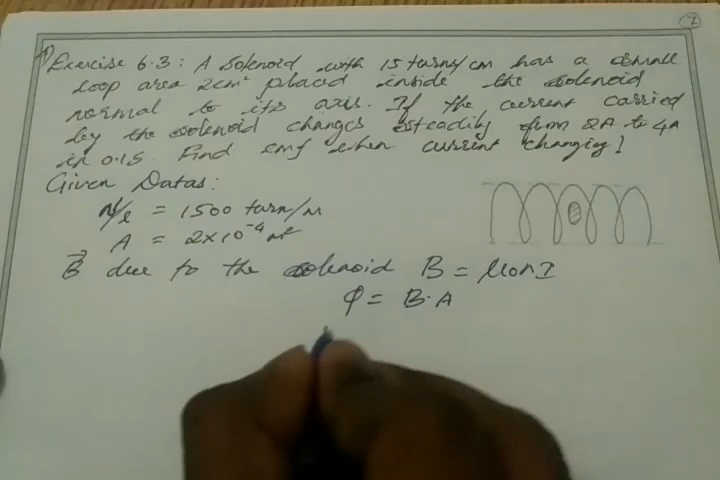 7
Exercise 6.3: A Solenoid with 15 turns/cm has a small
loop area 2cm² placed inside the solenoid
normal to its axis. If the current carried
by the solenoid changes steadily from 2A to 4A
in 0.1S. Find emf when current changing!
Given Datas:
N/l = 1500 turn/m
A = 2×10⁻⁴ m²
B⃗ due to the solenoid B = μ0nI
φ = B.A